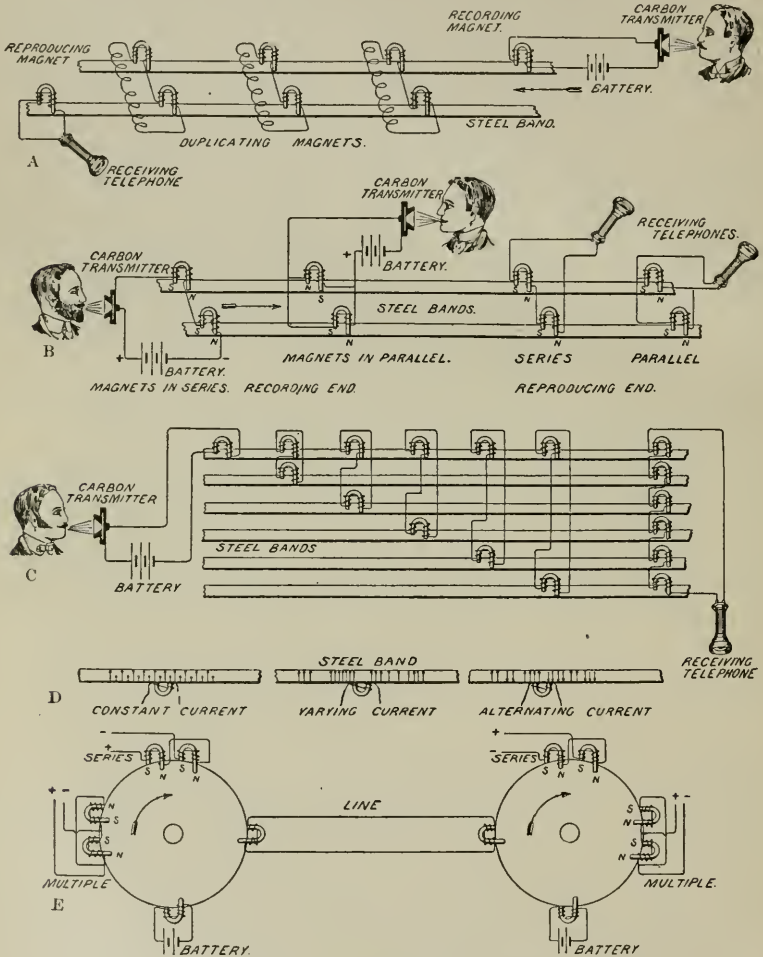 RECORDING
MAGNET.
CARBON
TRANSMITTER
REPRODUCING
MAGNET
BATTERY.
STEEL BAND.
DUPLICATING MAGNETS.
A
RECEIVING
TELEPHONE
CARBON
TRANSMITTER
RECEIVING
TELEPHONES.
CARBON
TRANSMITTER
+
BATTERY.
S
N
N
S
N
S
N
S
STEEL BANDS.
S
N
S
N
S
N
S
N
B
+
-
BATTERY.
MAGNETS IN PARALLEL.
SERIES
PARALLEL
MAGNETS IN SERIES. RECORDING END.
REPRODUCING END.
CARBON
TRANSMITTER
STEEL BANDS
C
BATTERY
RECEIVING
TELEPHONE
STEEL BAND
D
CONSTANT CURRENT
VARYING CURRENT
ALTERNATING CURRENT
-
+
SERIES
S
N
S
N
+
-SERIES
S
N
S
N
+ -
N
S
S
N
LINE
S
N
S
N
+ -
MULTIPLE
MULTIPLE.
E
BATTERY.
BATTERY